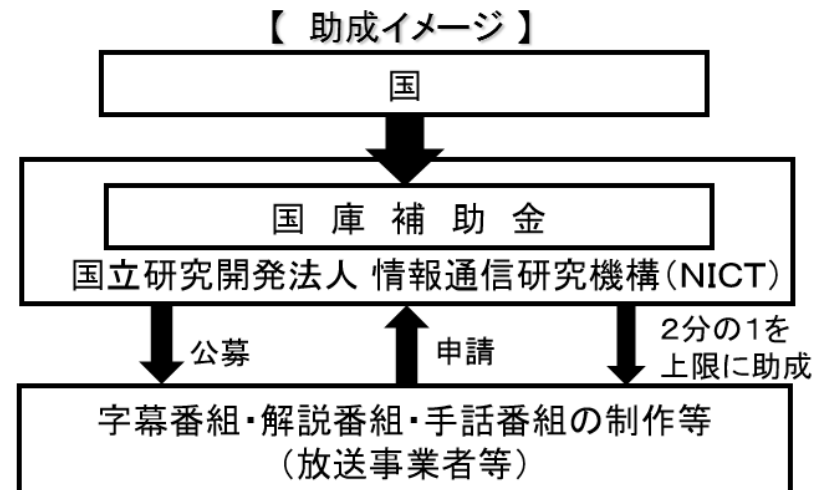 【 助成イメージ 】
国
国 庫 補 助 金
国立研究開発法人 情報通信研究機構(NICT)
公募
申請
2分の1を
上限に助成
字幕番組・解説番組・手話番組の制作等
(放送事業者等)